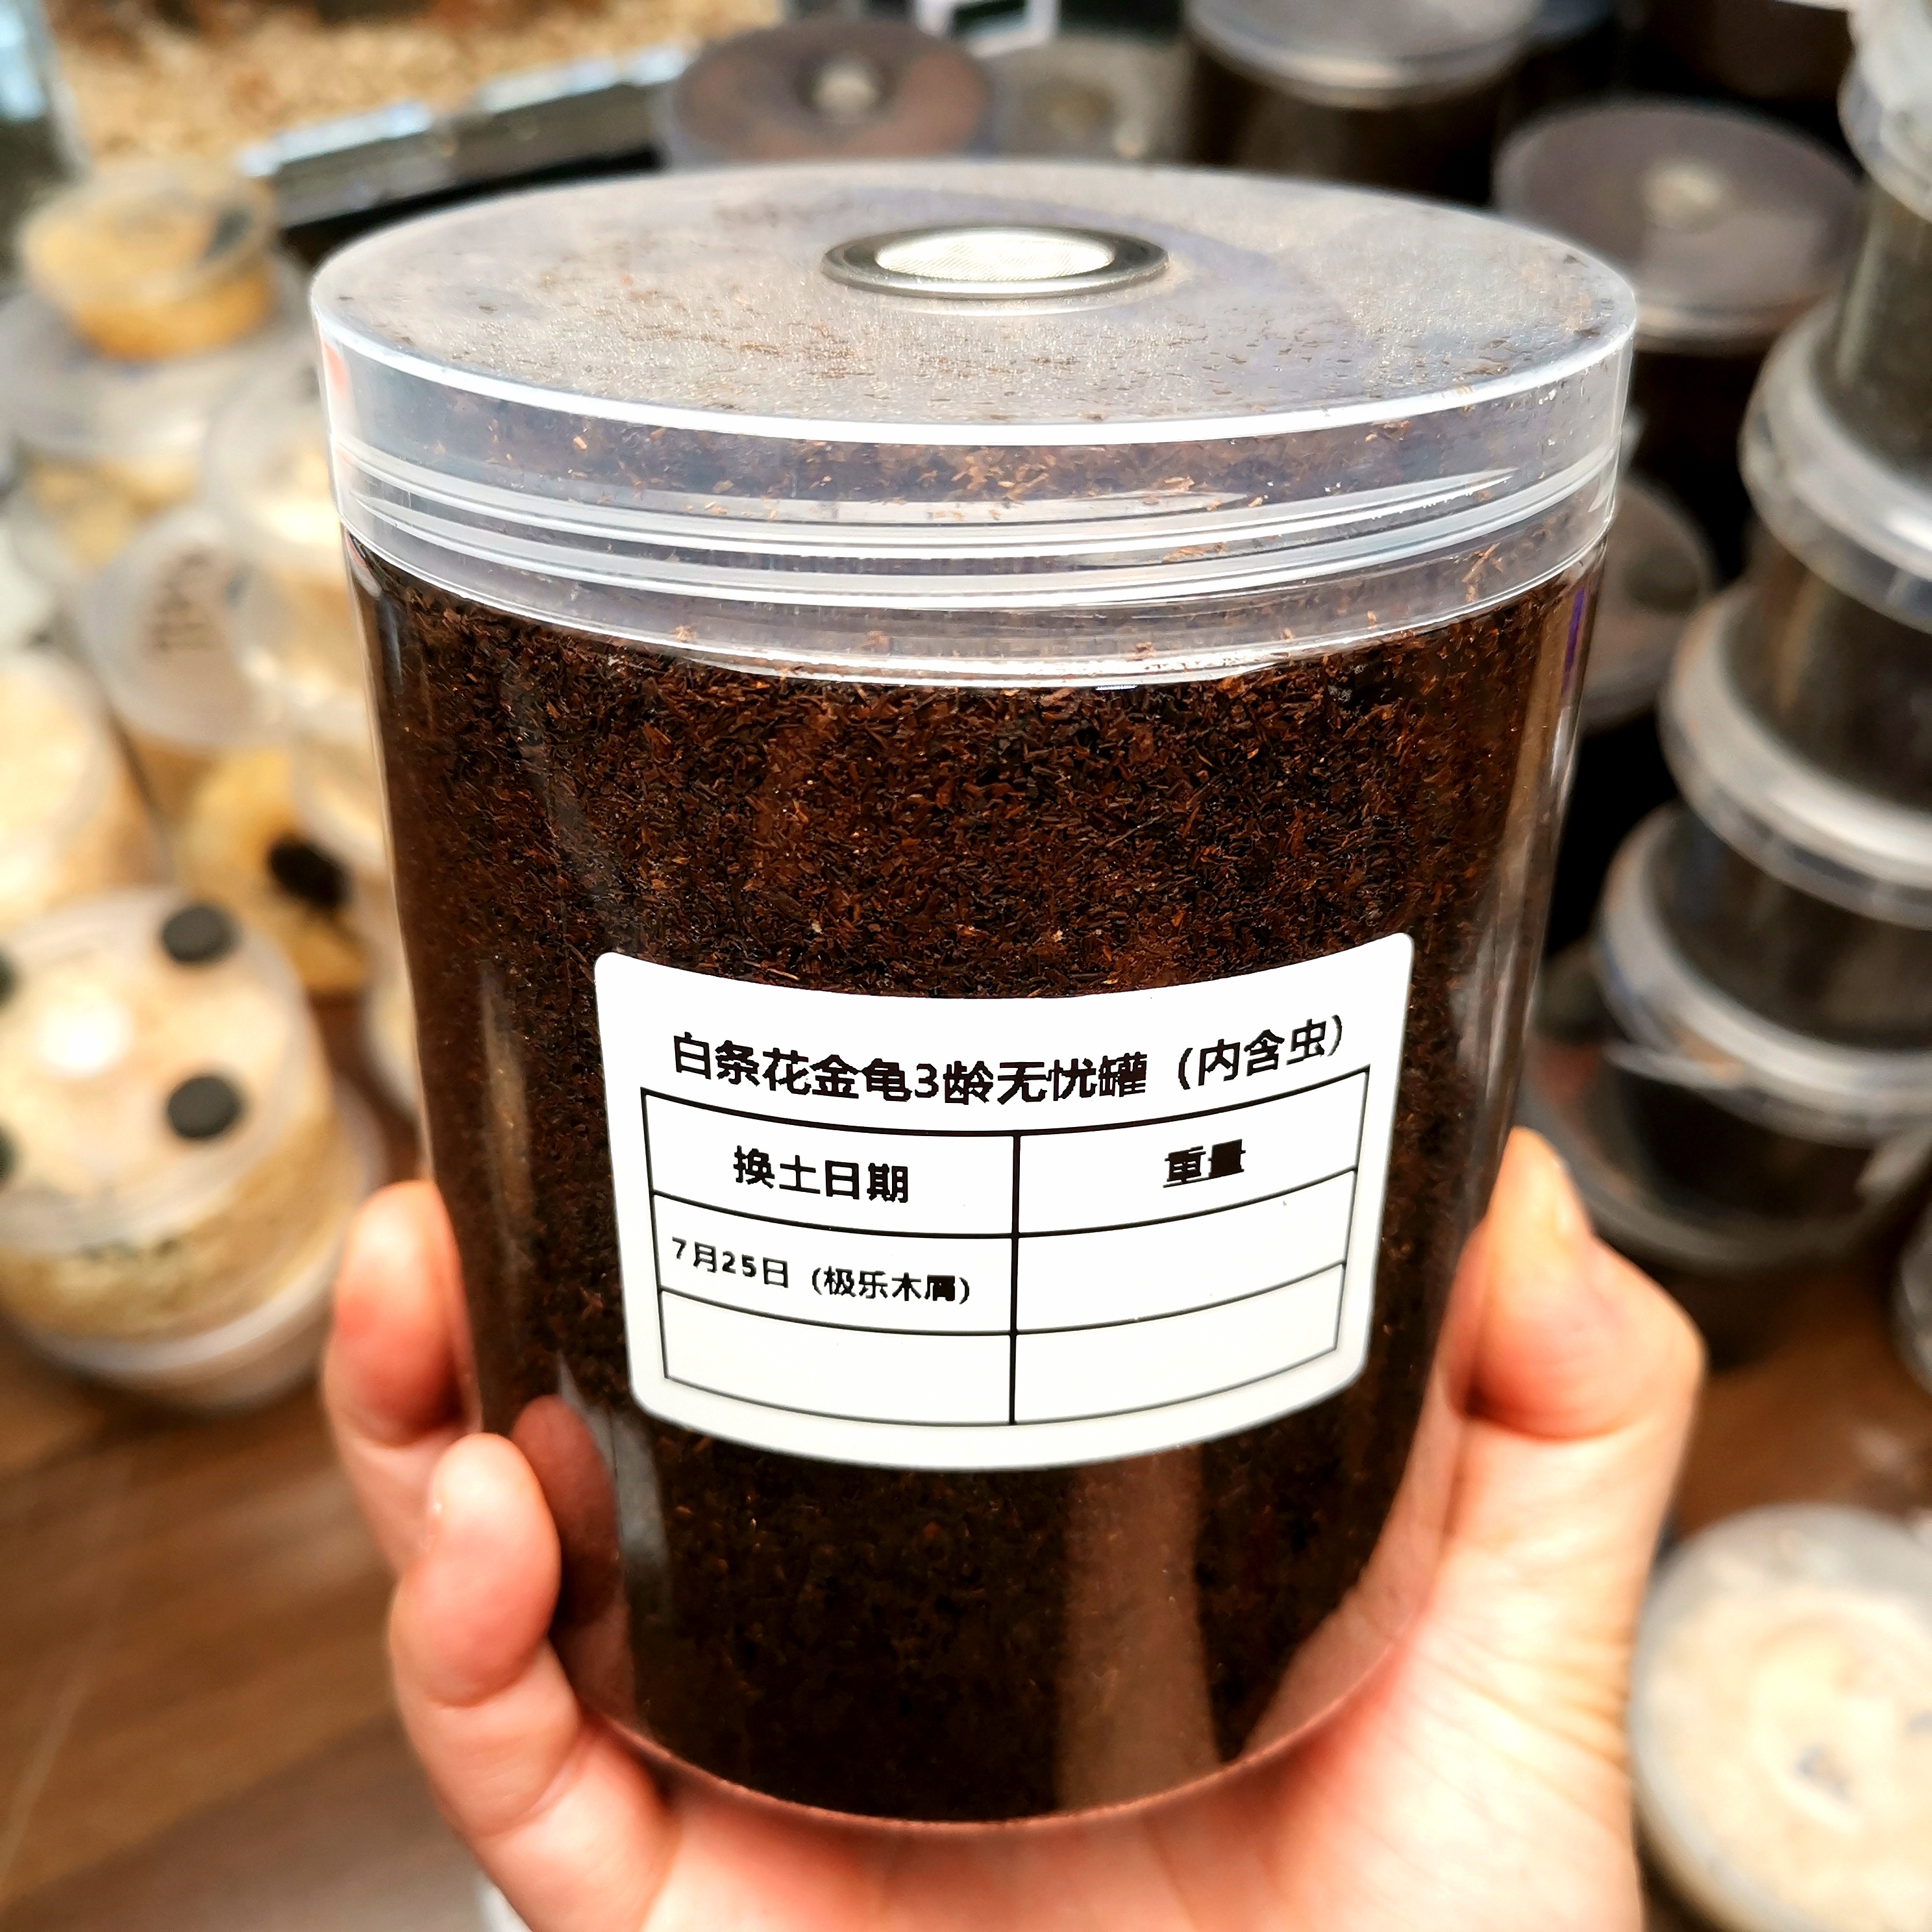 白条花金龟3龄无忧罐（内含虫）
换土日期 重量
7月25日（极乐木屑）